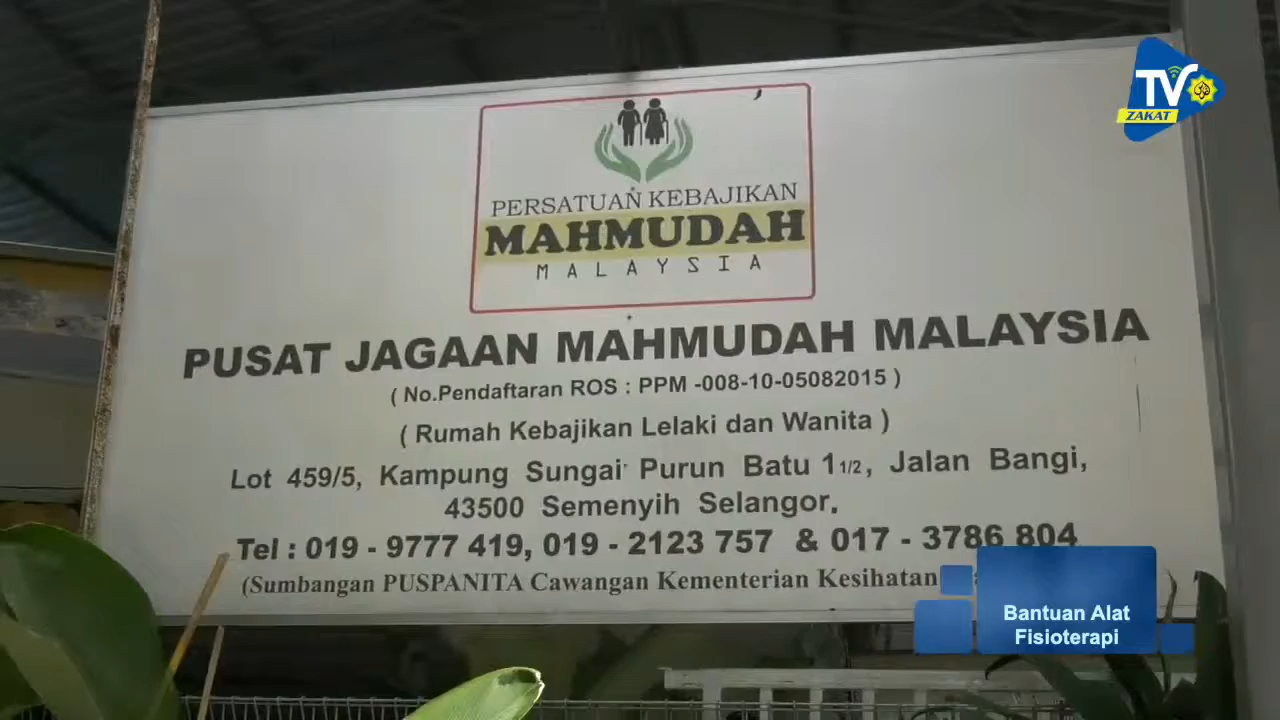 TV
ZAKAT
PERSATUAN KEBAJIKAN
MAHMUDAH
MALAYSIA
PUSAT JAGAAN MAHMUDAH MALAYSIA
( No.Pendaftaran ROS : PPM -008-10-05082015 )
( Rumah Kebajikan Lelaki dan Wanita )
Lot 459/5, Kampung Sungai Purun Batu 1 1/2, Jalan Bangi,
43500 Semenyih Selangor.
Tel : 019 - 9777 419, 019 - 2123 757 & 017 - 3786 804
(Sumbangan PUSPANITA Cawangan Kementerian Kesihatan
Bantuan Alat
Fisioterapi